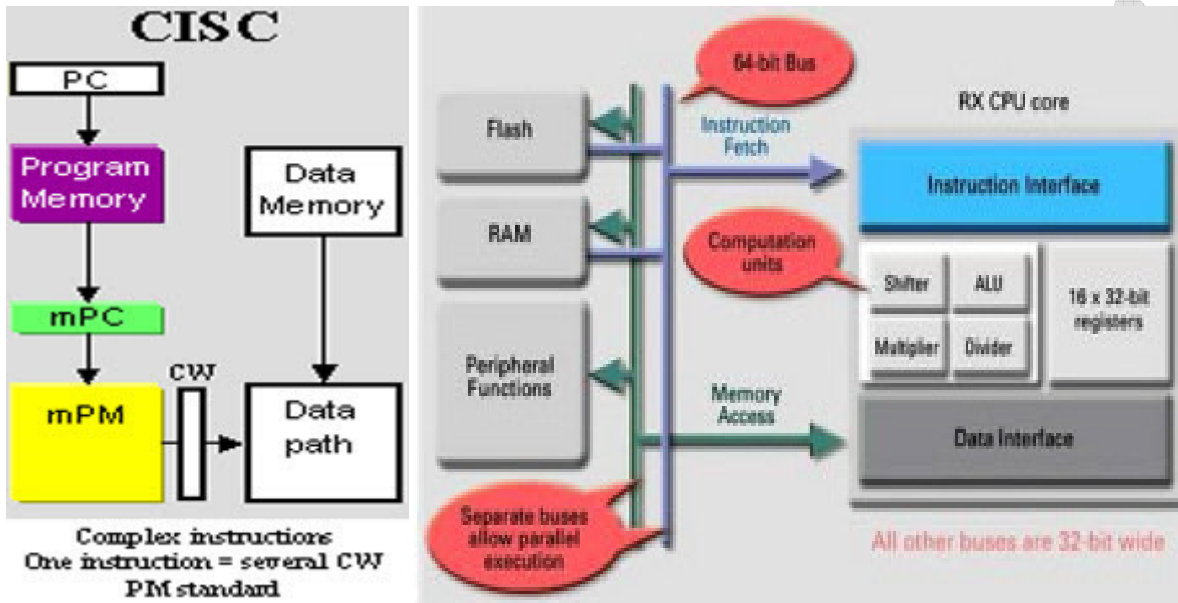 CISC
PC
Program
Memory
Data
Memory
mPC
CW
mPM
Data
path
Complex instructions
One instruction = several CW
PM standard
64-bit Bus
RX CPU core
Flash
Instruction
Fetch
Instruction Interface
RAM
Computation
units
Shifter
ALU
16 x 32-bit
registers
Multiplier
Divider
Peripheral
Functions
Memory
Access
Data Interface
Separate buses
allow parallel
execution
All other buses are 32-bit wide